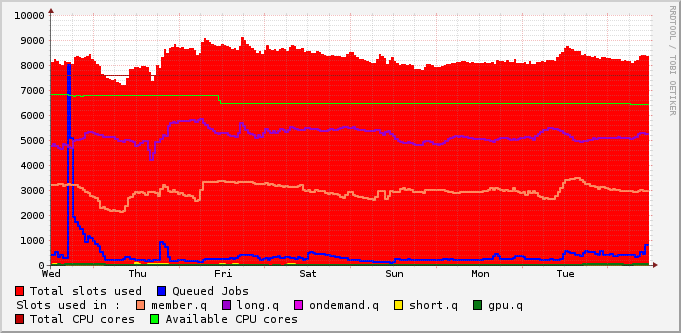 10000
9000
8000
7000
6000
5000
4000
3000
2000
1000
0
Wed Thu Fri Sat Sun Mon Tue
Total slots used Queued Jobs
Slots used in : member.q long.q ondemand.q short.q gpu.q
Total CPU cores Available CPU cores
RRDTOOL / TOBI OETIKER